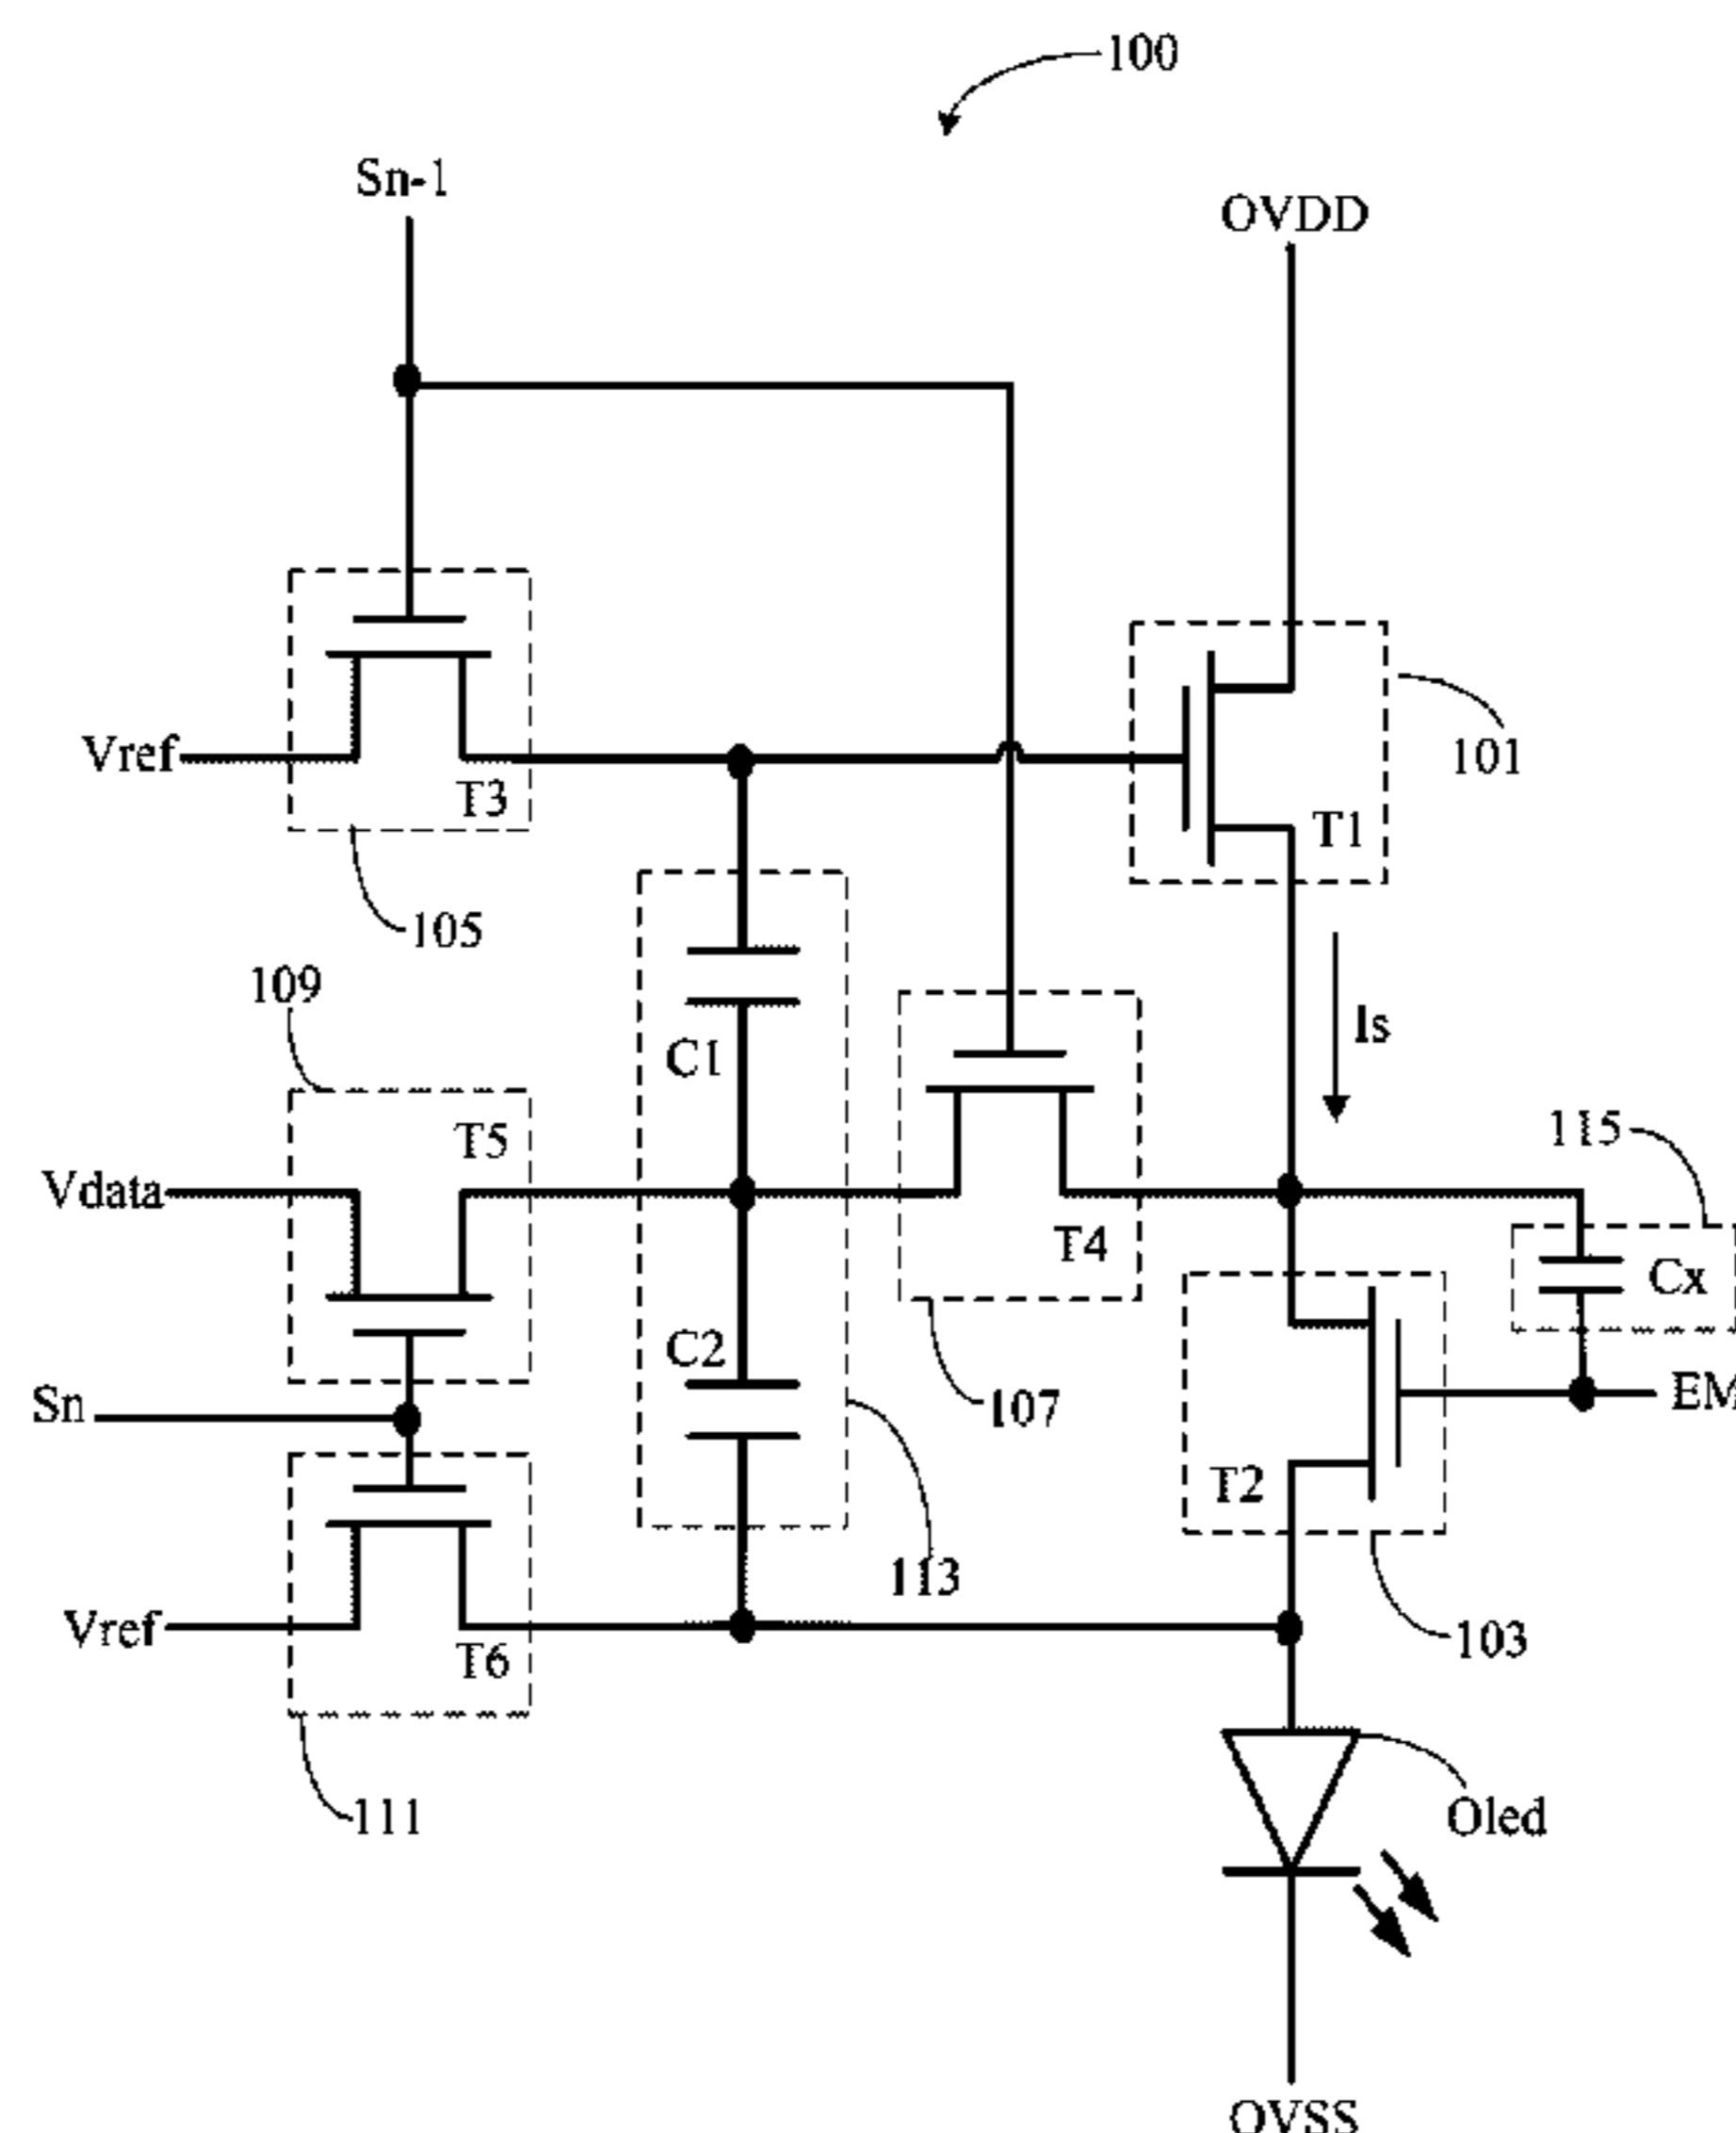 100
Sn-1
OVDD
Vref
T3
T1
101
105
109
C1
Is
T5
115
Vdata
T4
Cx
C2
EM
Sn
107
T2
113
Vref
T6
103
111
Oled
OVSS